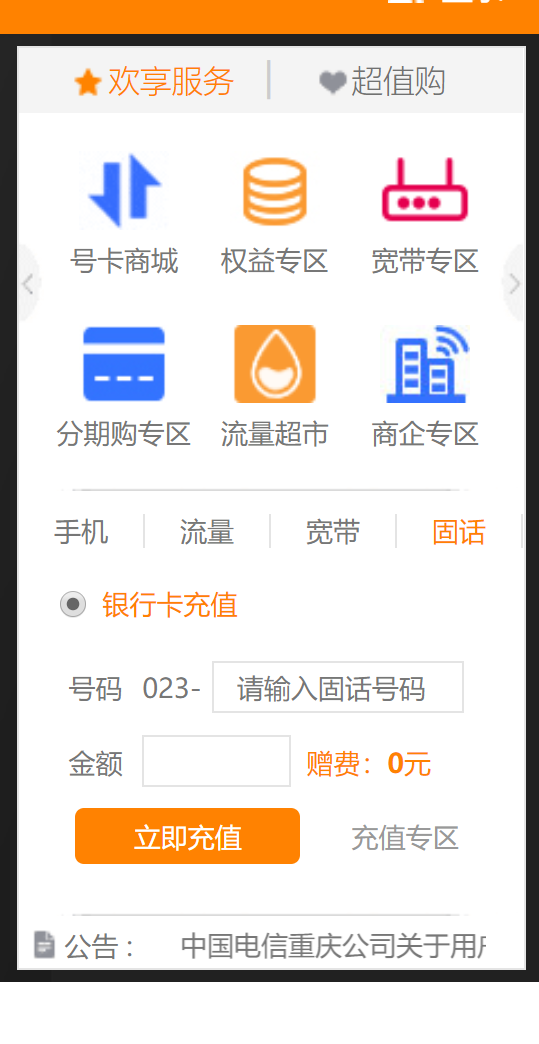 欢享服务 超值购
号卡商城 权益专区 宽带专区
分期购专区 流量超市 商企专区
手机 流量 宽带 固话
银行卡充值
号码 023- 请输入固话号码
金额 赠费：0元
立即充值 充值专区
公告： 中国电信重庆公司关于用